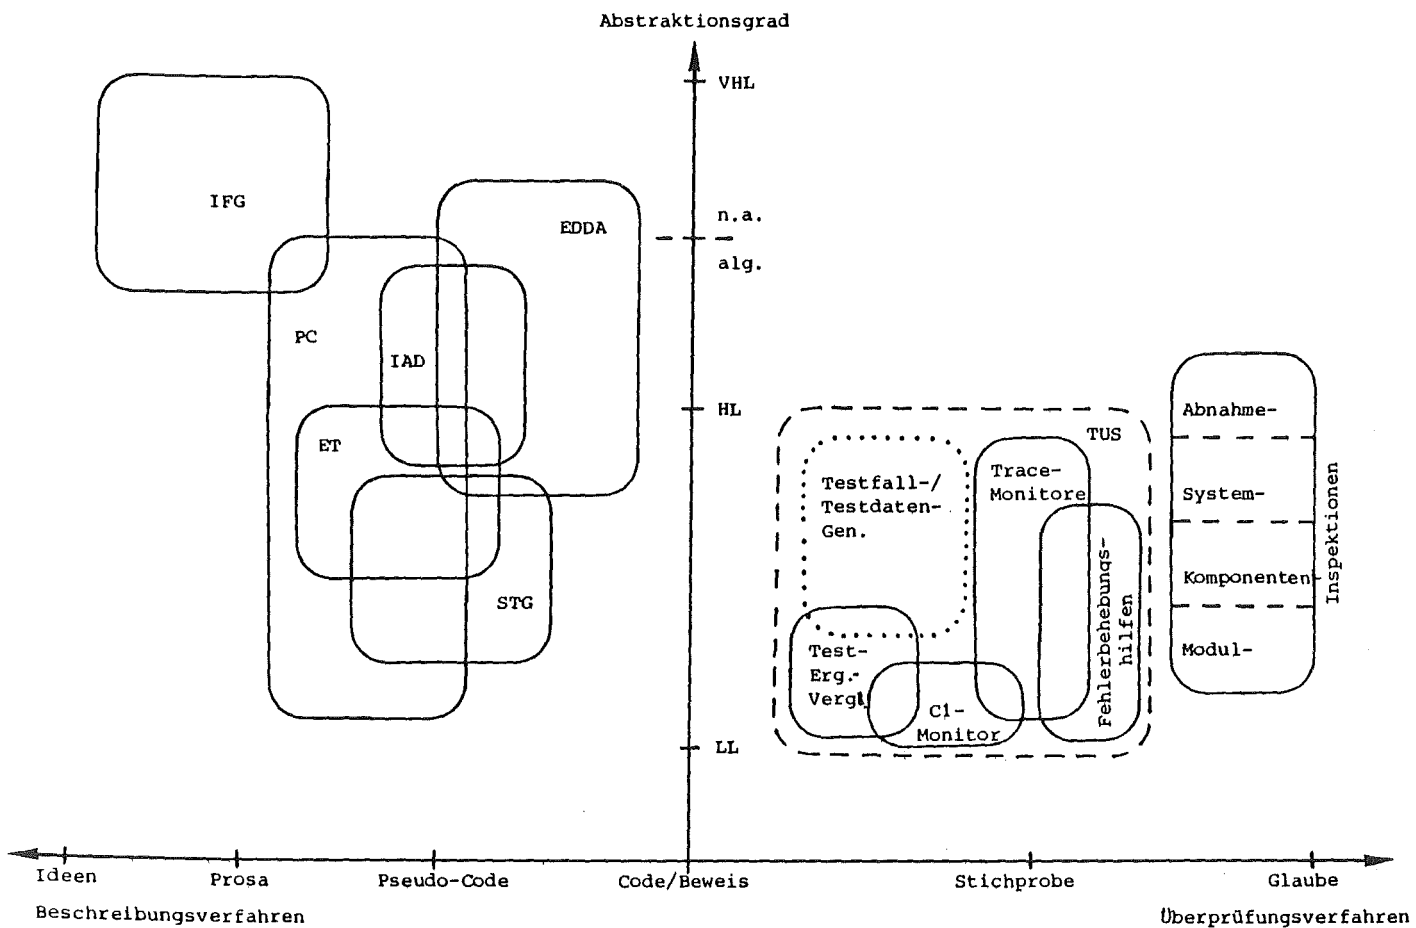 Abstraktionsgrad
VHL
IFG
n.a.
EDDA
alg.
PC
IAD
HL
Abnahme-
TUS
ET
Trace-
Monitore
Testfall-/
Testdaten-
Gen.
System-
Inspektionen
Komponenten-
Fehlerbehebungs-
hilfen
STG
Test-
Erg.-
Vergl.
Modul-
C1-
Monitor
LL
Ideen
Prosa
Pseudo-Code
Code/Beweis
Stichprobe
Glaube
Beschreibungsverfahren
Überprüfungsverfahren